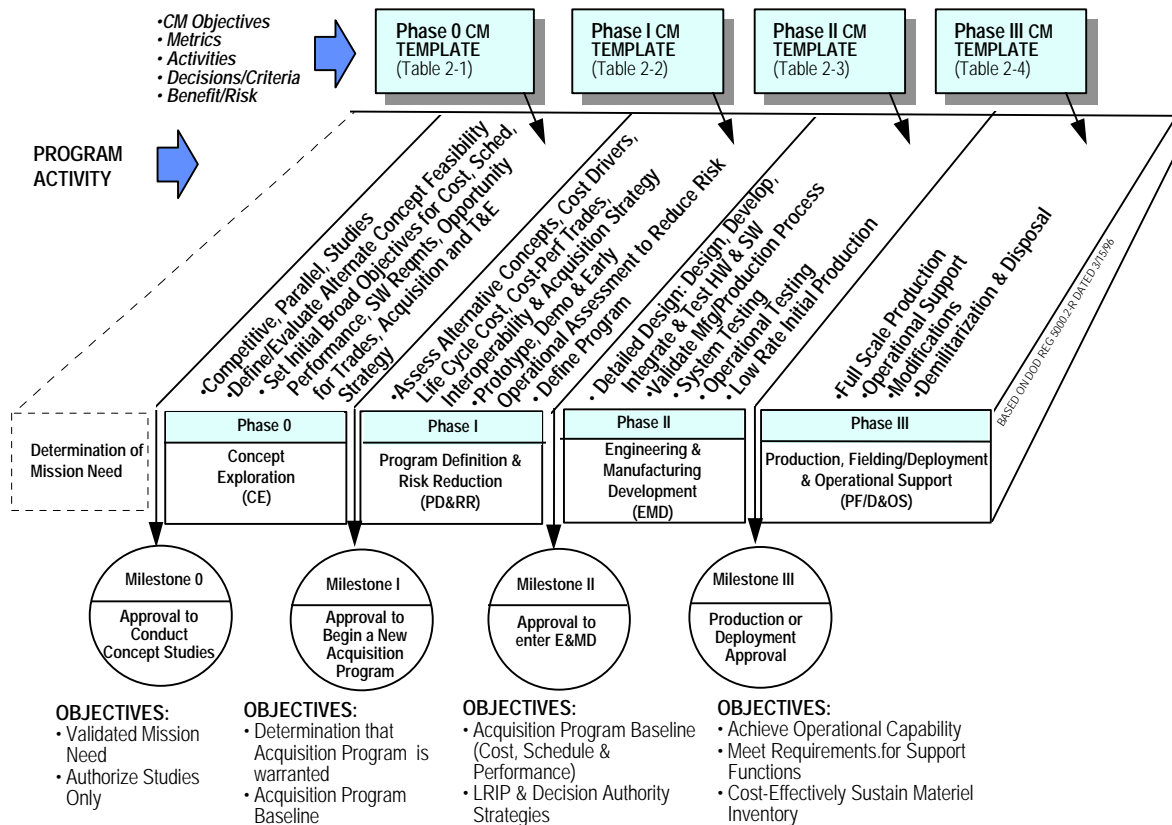 •CM Objectives
•Metrics
•Activities
•Decisions/Criteria
•Benefit/Risk
Phase 0 CM
TEMPLATE
(Table 2-1)
Phase I CM
TEMPLATE
(Table 2-2)
Phase II CM
TEMPLATE
(Table 2-3)
Phase III CM
TEMPLATE
(Table 2-4)
PROGRAM
ACTIVITY
•Competitive, Parallel, Studies
•Define/Evaluate Alternate Concept Feasibility
• Set Initial Broad Objectives for Cost, Sched,
Performance, SW Reqmts, Opportunity
for Trades, Acquisition and T&E
Strategy
•Assess Alternative Concepts, Cost Drivers,
Life Cycle Cost, Cost-Perf Trades,
Interoperability & Acquisition Strategy
•Prototype, Demo & Early
Operational Assessment to Reduce Risk
• Define Program
• Detailed Design: Design, Develop,
Integrate & Test HW & SW
•Validate Mfg/Production Process
• System Testing
•Operational Testing
• Low Rate Initial Production
•Full Scale Production
•Operational Support
•Modifications
•Demilitarization & Disposal
BASED ON DOD REG 5000.2-R DATED 3/15/96
Determination of
Mission Need
Phase 0
Concept
Exploration
(CE)
Phase I
Program Definition &
Risk Reduction
(PD&RR)
Phase II
Engineering &
Manufacturing
Development
(EMD)
Phase III
Production, Fielding/Deployment
& Operational Support
(PF/D&OS)
Milestone 0
Approval to
Conduct
Concept Studies
Milestone I
Approval to
Begin a New
Acquisition
Program
Milestone II
Approval to
enter E&MD
Milestone III
Production or
Deployment
Approval
OBJECTIVES:
• Validated Mission
Need
• Authorize Studies
Only
OBJECTIVES:
• Determination that
Acquisition Program is
warranted
• Acquisition Program
Baseline
OBJECTIVES:
• Acquisition Program Baseline
(Cost, Schedule &
Performance)
• LRIP & Decision Authority
Strategies
OBJECTIVES:
• Achieve Operational Capability
• Meet Requirements.for Support
Functions
• Cost-Effectively Sustain Materiel
Inventory